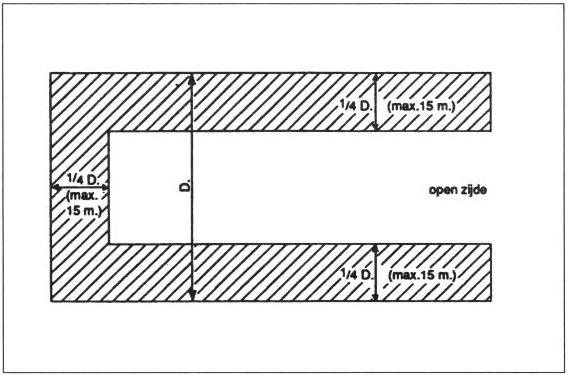 1/4 D. (max.15 m.)
1/4 D.
(max.
15 m.)
D.
open zijde
1/4 D. (max.15 m.)